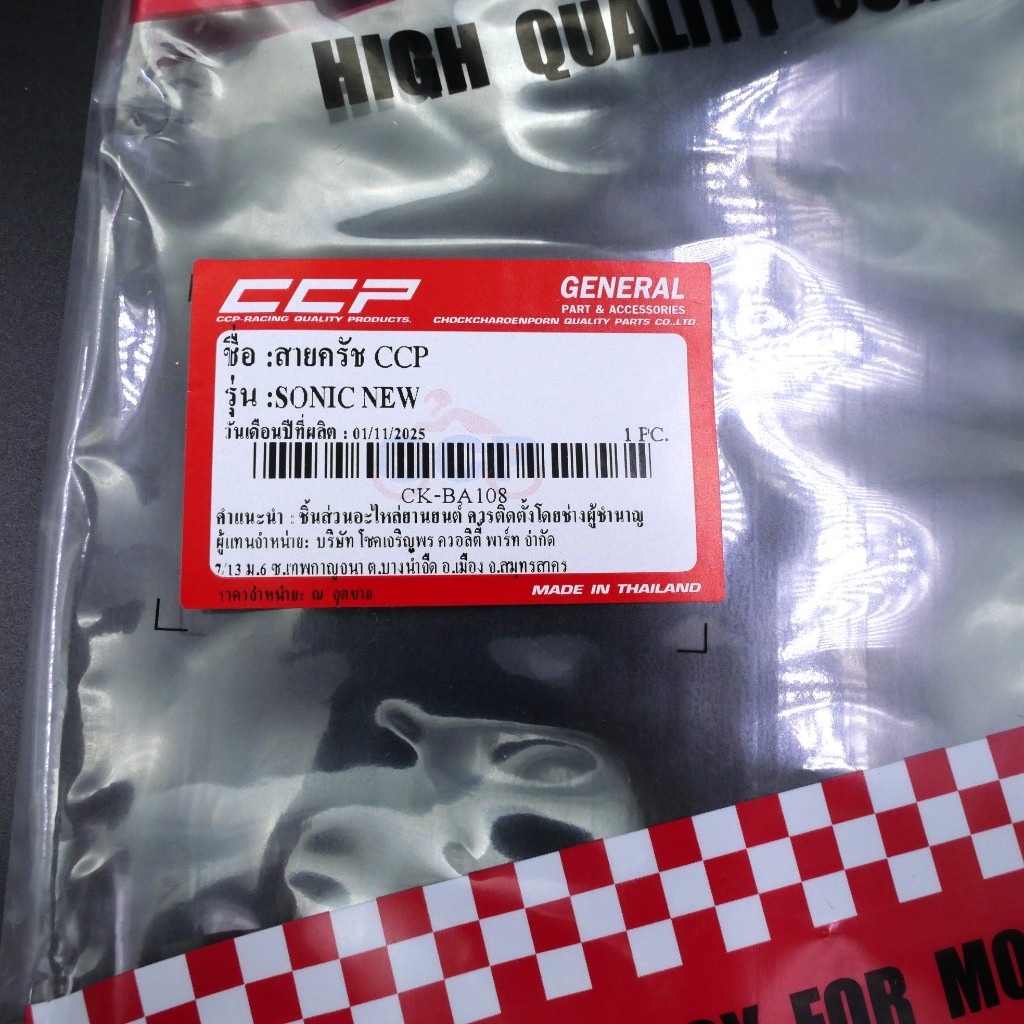 HIGH QUALITY
CCP
CCP-RACING QUALITY PRODUCTS.
GENERAL
PART & ACCESSORIES
CHOCKCHAROENPORN QUALITY PARTS CO.,LTD.
ชื่อ :สายครัช CCP
รุ่น :SONIC NEW
วันเดือนปีที่ผลิต : 01/11/2025
1 PC.
CK-BA108
คำแนะนำ : ชิ้นส่วนอะไหล่ยานยนต์ ควรติดตั้งโดยช่างผู้ชำนาญ
ผู้แทนจำหน่าย: บริษัท โชคเจริญพร ควอลิตี้ พาร์ท จำกัด
7/13 ม.6 ซ.เทพกาญจนา ต.บางน้ำจืด อ.เมือง จ.สมุทรสาคร
ราคาจำหน่าย: ณ จุดขาย
MADE IN THAILAND
FOR